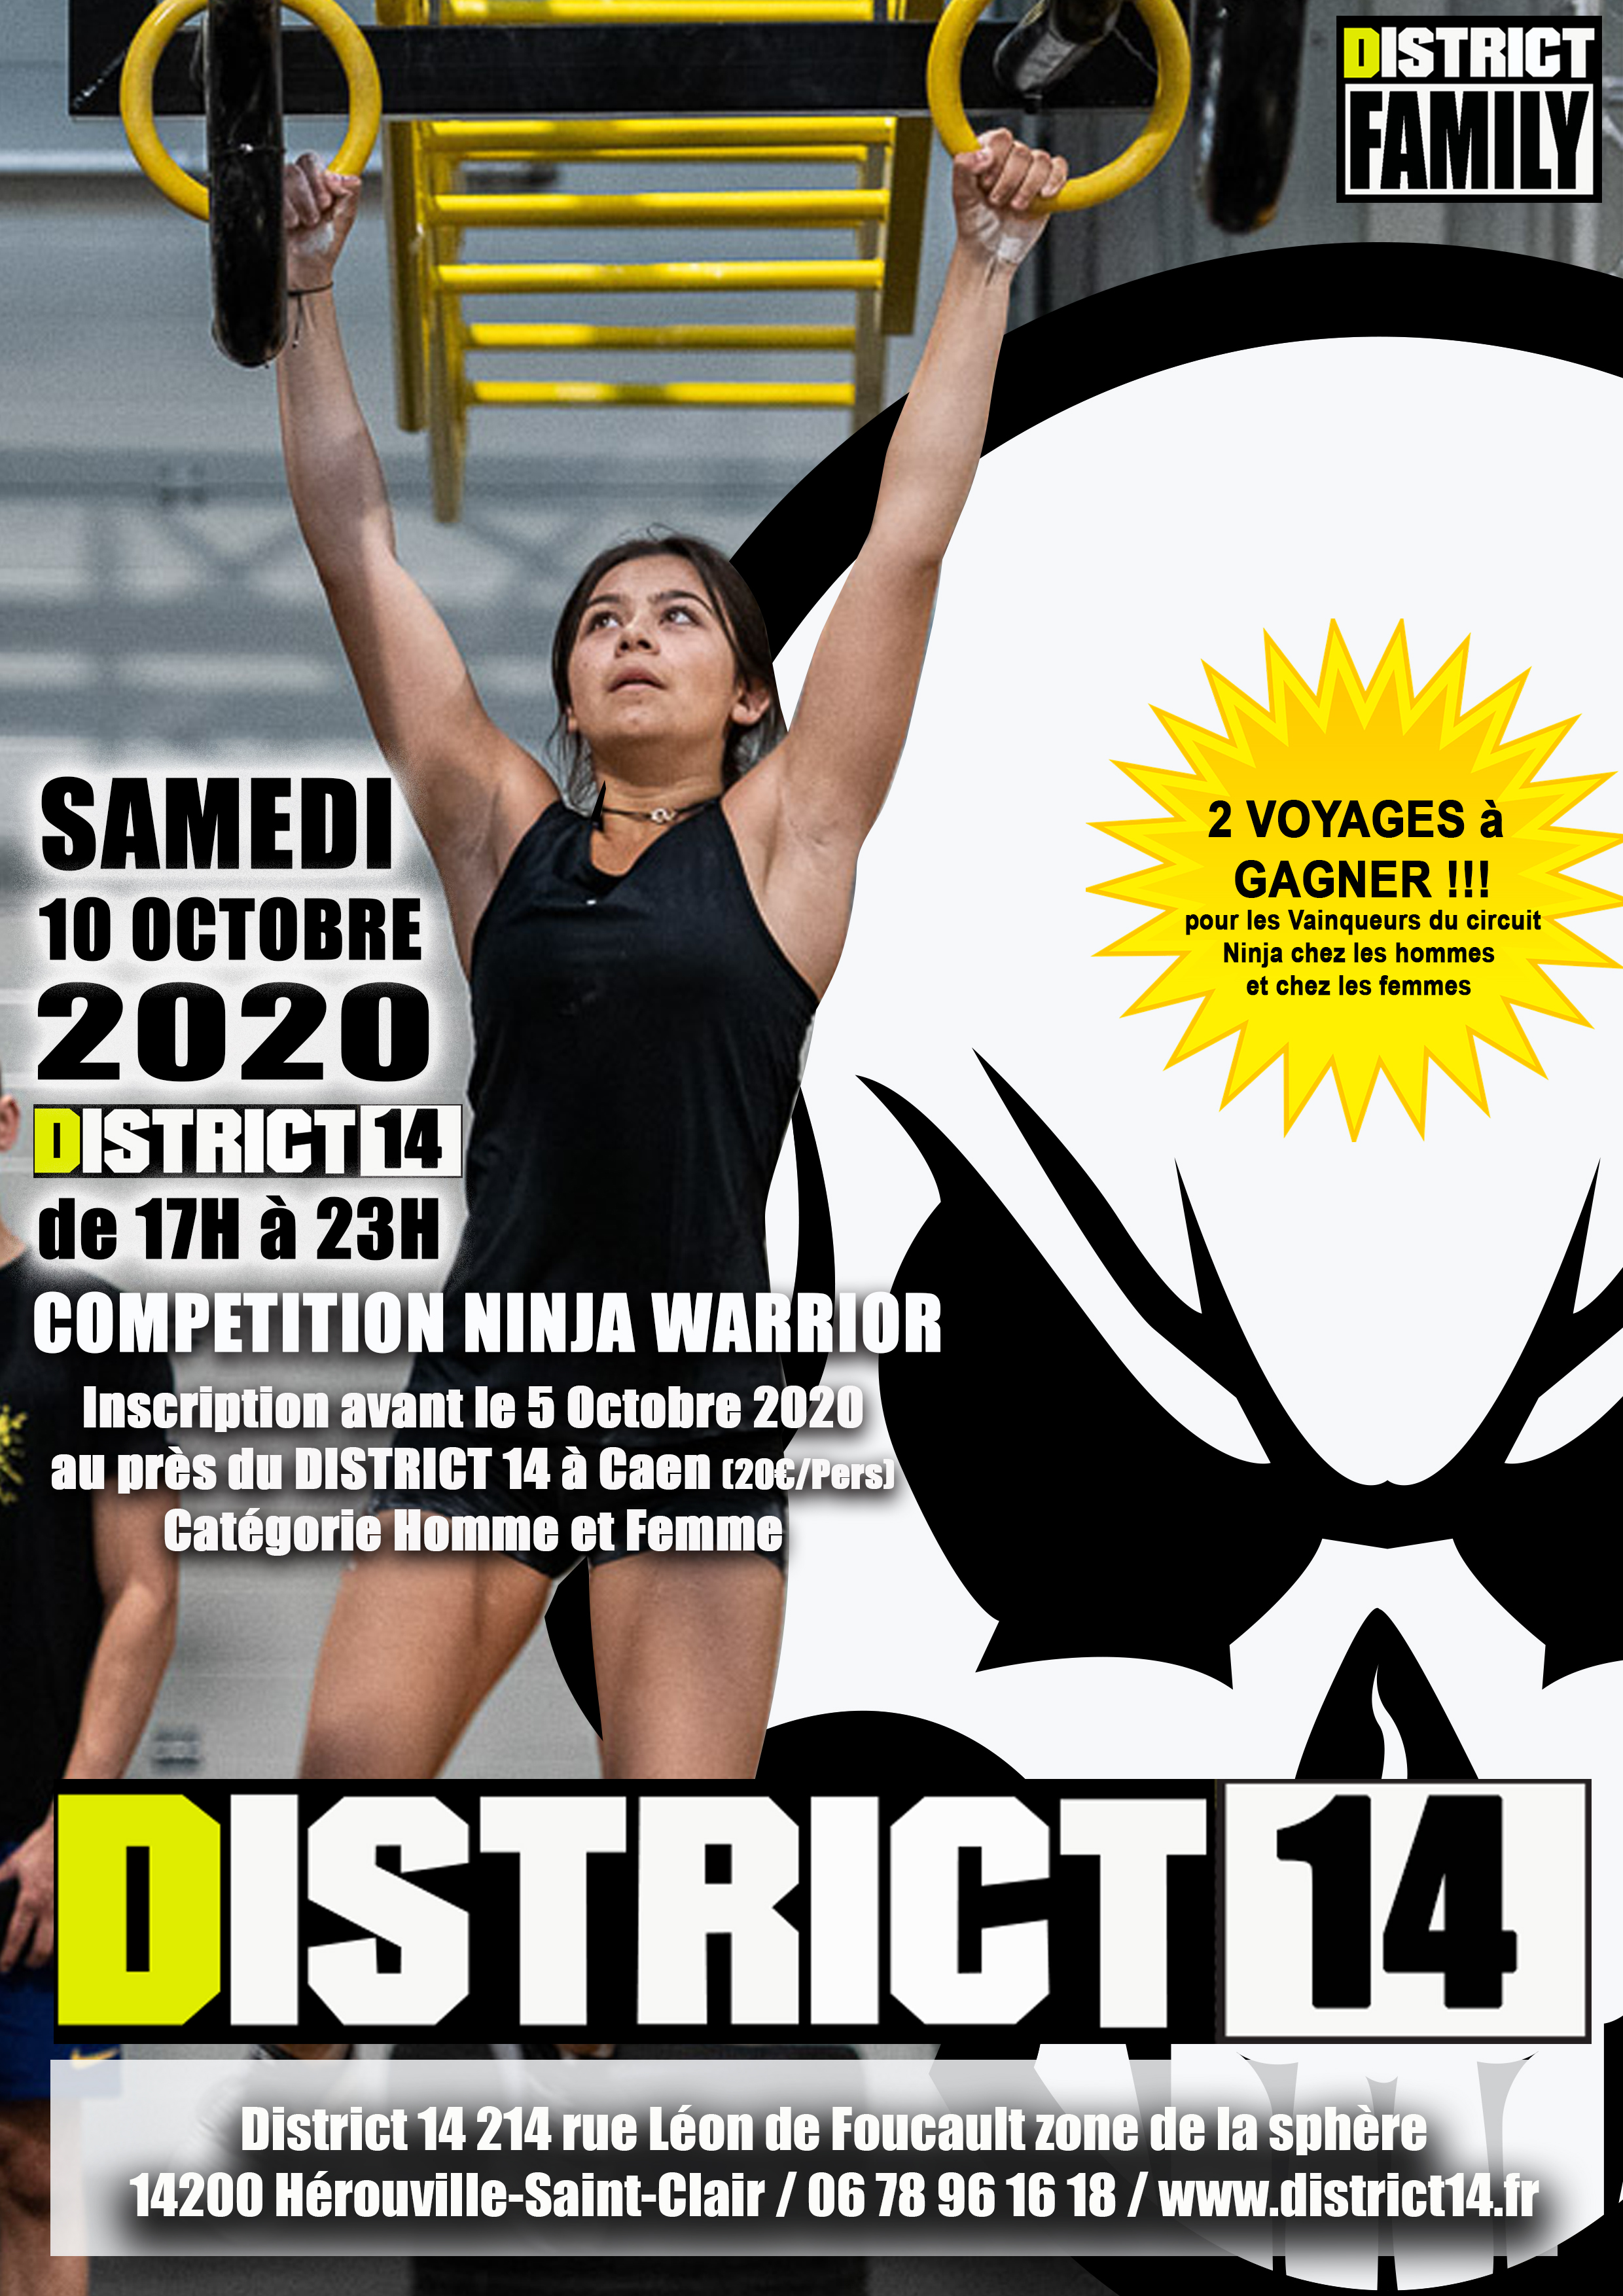 DISTRICT
FAMILY
2 VOYAGES à
GAGNER !!!
pour les Vainqueurs du circuit
Ninja chez les hommes
et chez les femmes
SAMEDI
10 OCTOBRE
2020
DISTRICT 14
de 17H à 23H
COMPETITION NINJA WARRIOR
Inscription avant le 5 Octobre 2020
au près du DISTRICT 14 à Caen (20€/Pers)
Catégorie Homme et Femme
DISTRICT 14
District 14 214 rue Léon de Foucault zone de la sphère
14200 Hérouville-Saint-Clair / 06 78 96 16 18 / www.district14.fr